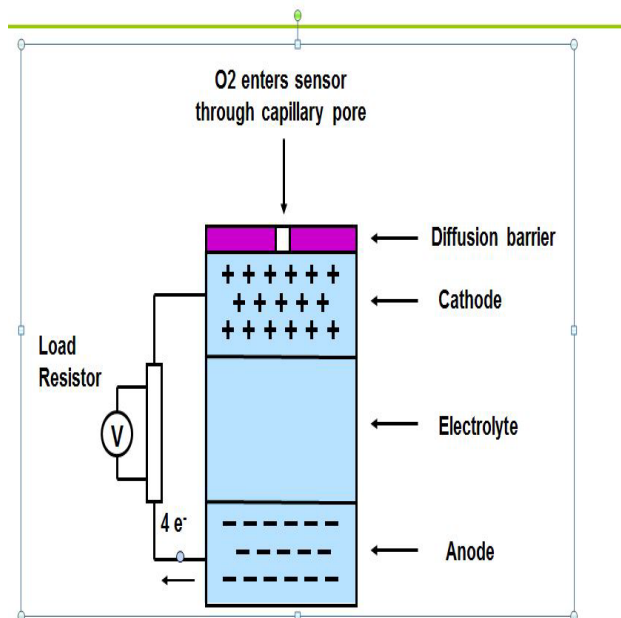 O2 enters sensor
through capillary pore
Diffusion barrier
Cathode
Load
Resistor
V
Electrolyte
4 e-
Anode